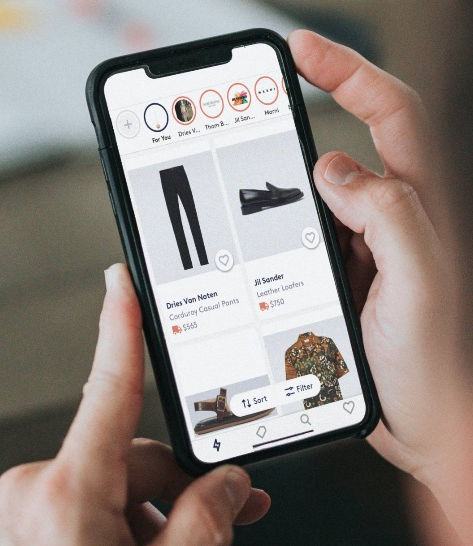 For You
Dries V...
Thom B...
Jil San...
Marni
Dries Van Noten
Corduroy Casual Pants
$565
Jil Sander
Leather Loafers
$750
Sort
Filter